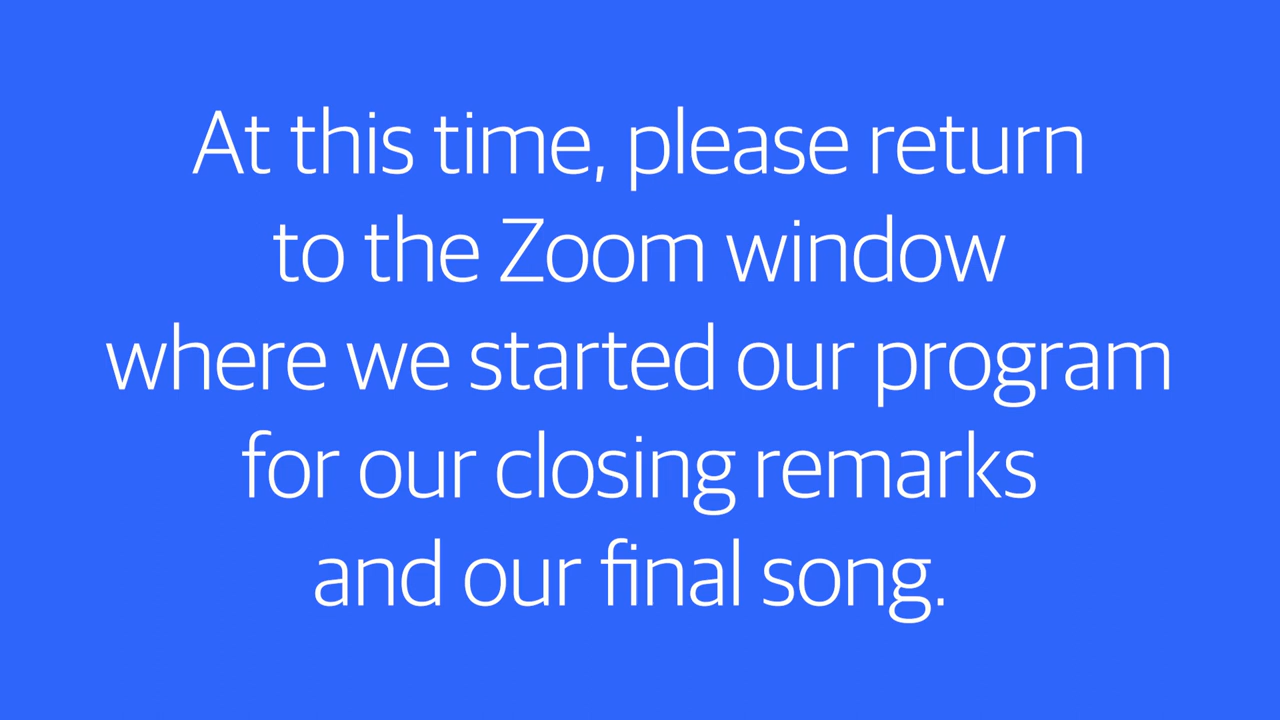 At this time, please return
to the Zoom window
where we started our program
for our closing remarks
and our final song.